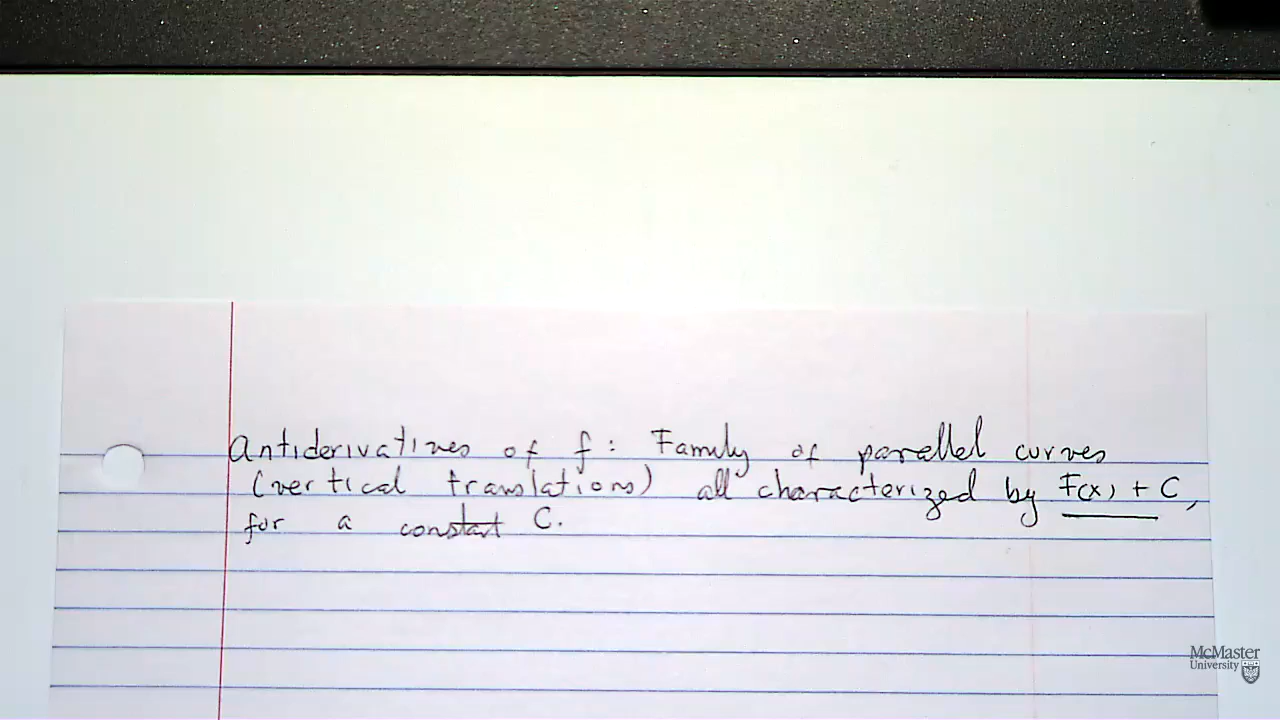 Antiderivatives of f : Family of parallel curves
(vertical translations) all characterized by F(x) + C,
for a constant C.
McMaster
University